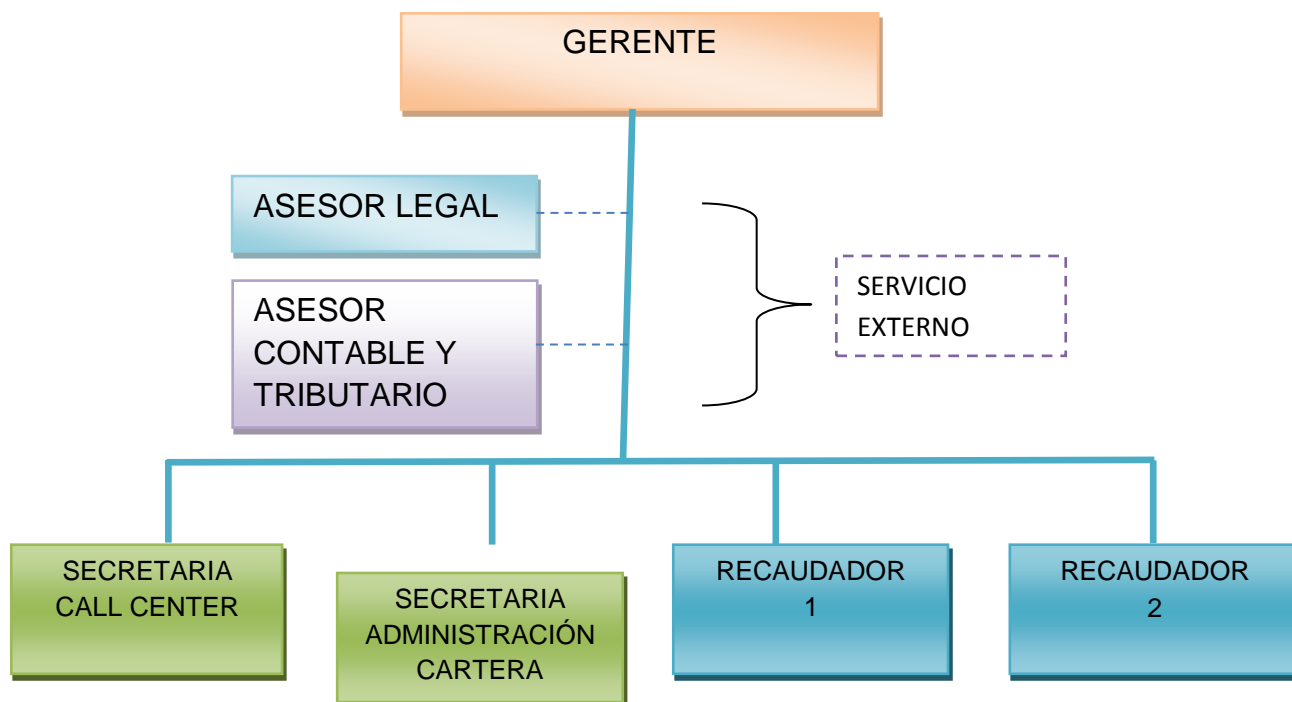 GERENTE
ASESOR LEGAL
ASESOR
CONTABLE Y
TRIBUTARIO
SERVICIO
EXTERNO
SECRETARIA
CALL CENTER
SECRETARIA
ADMINISTRACIÓN
CARTERA
RECAUDADOR
1
RECAUDADOR
2